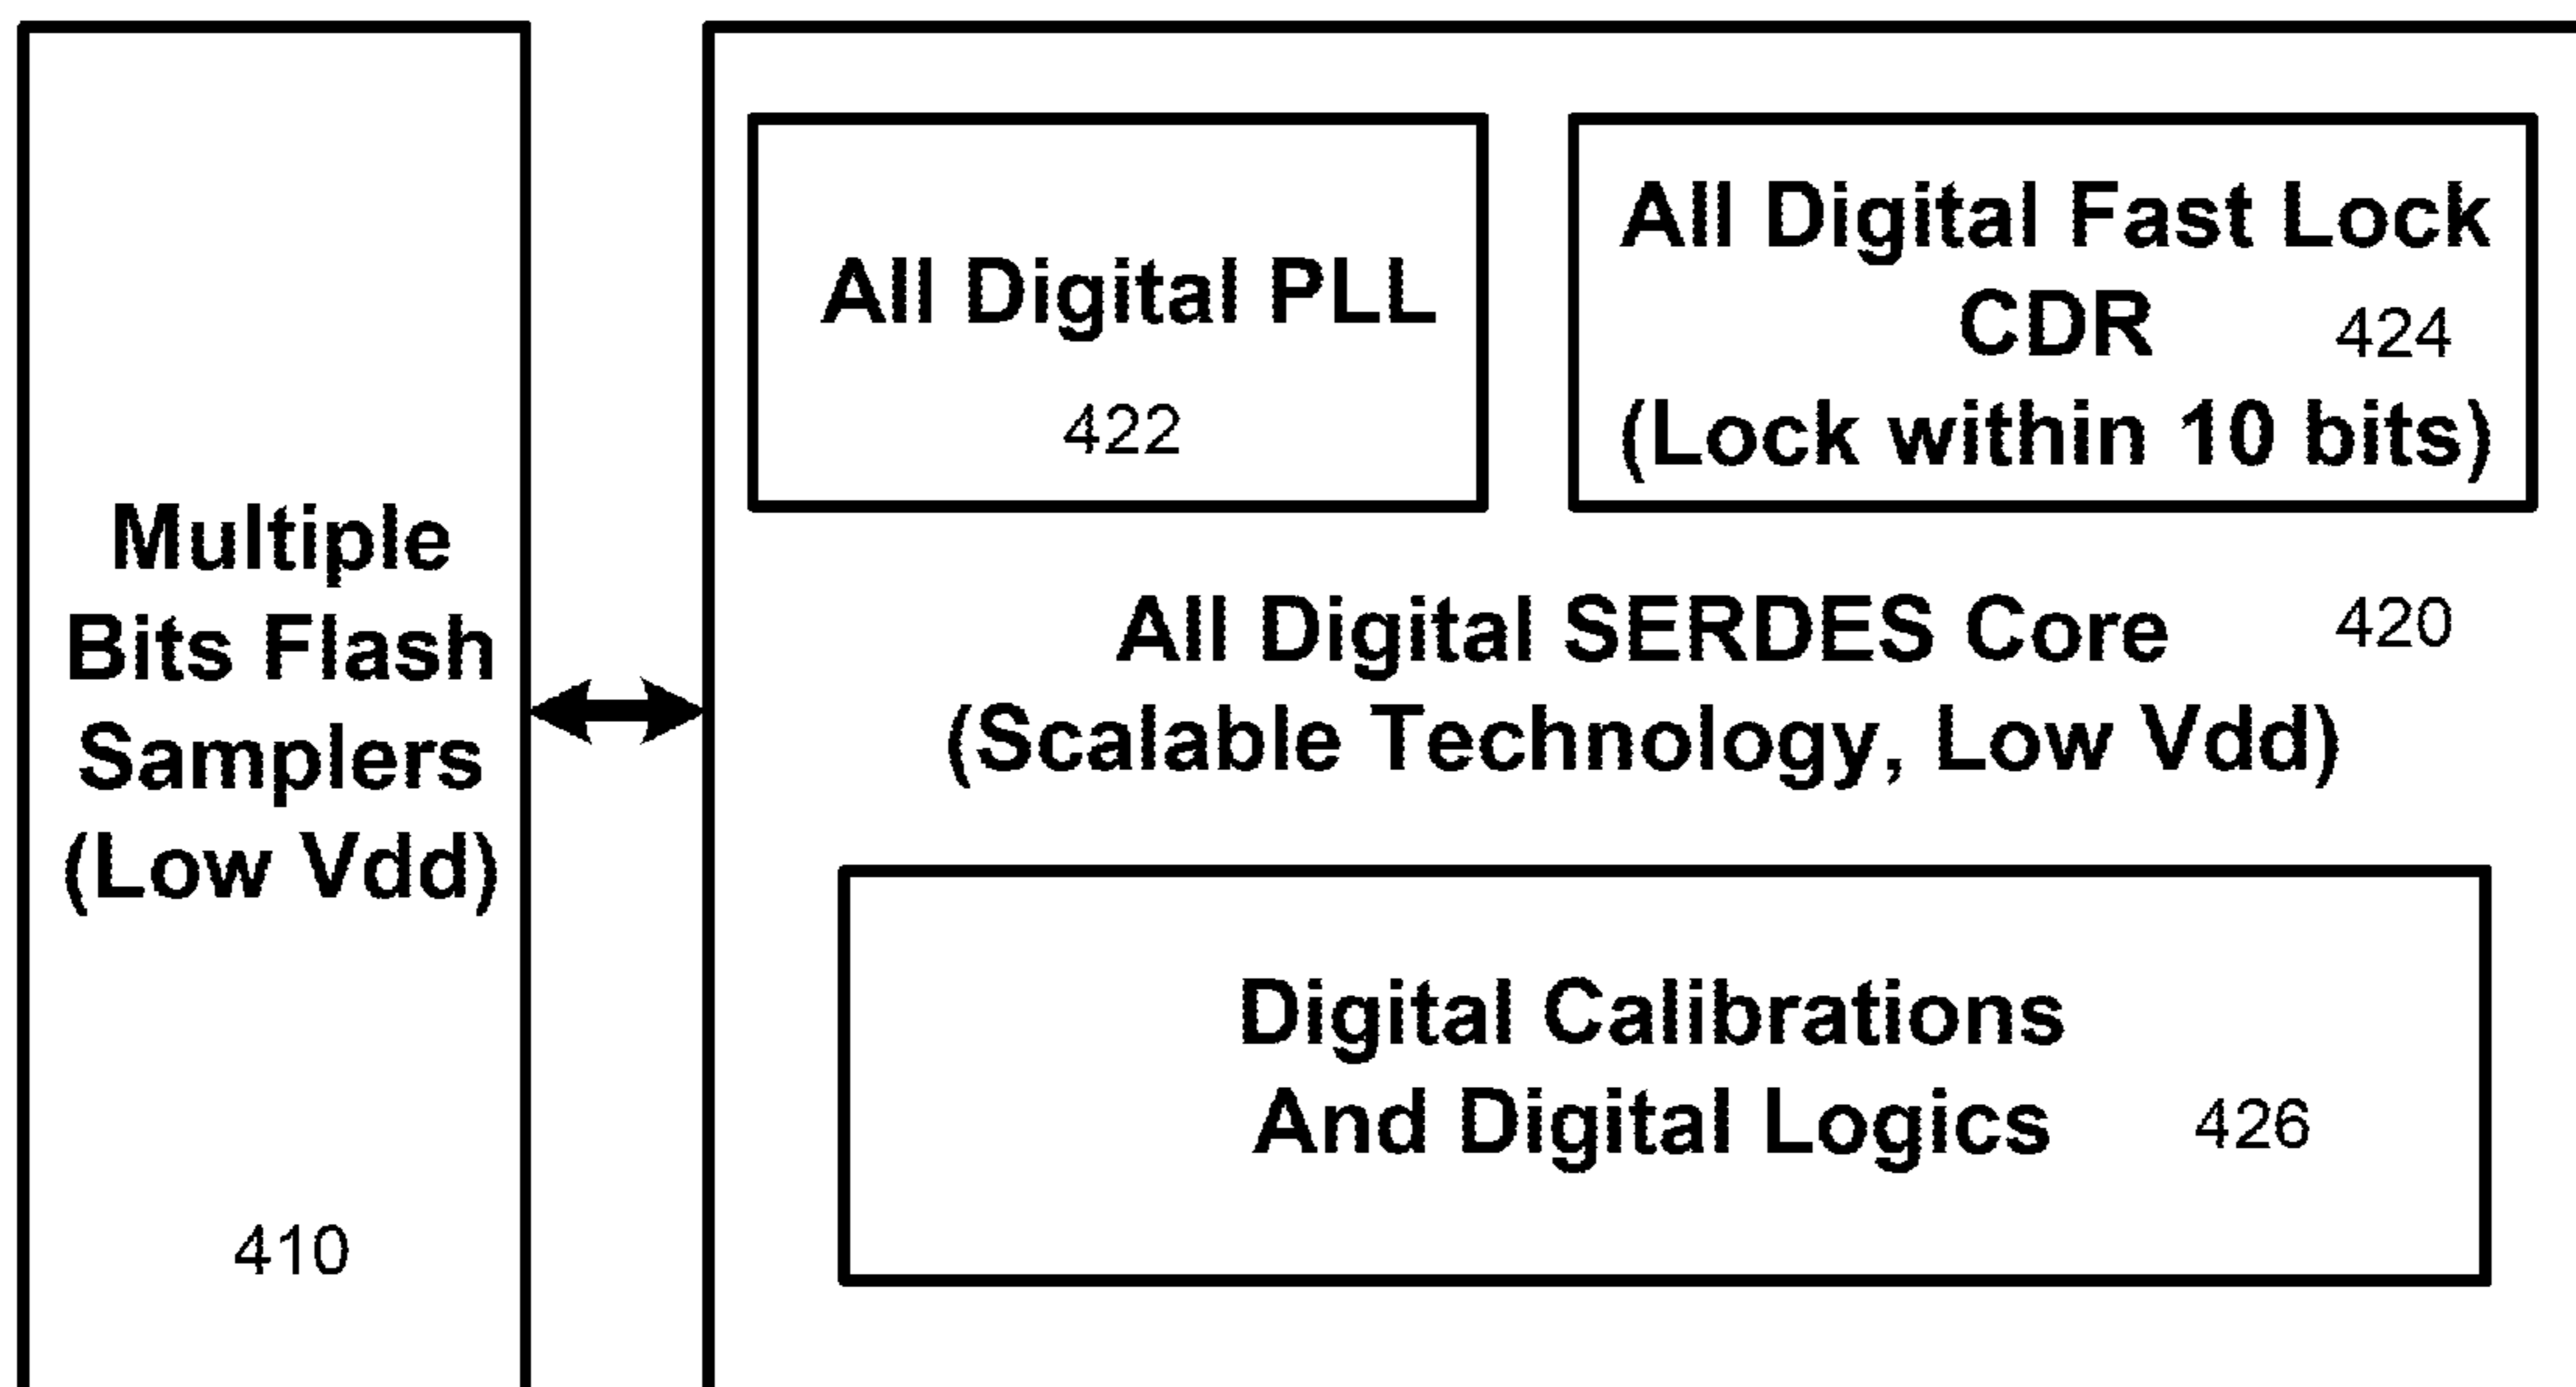 Multiple
Bits Flash
Samplers
(Low Vdd)
410
All Digital PLL
422
All Digital Fast Lock
CDR 424
(Lock within 10 bits)
All Digital SERDES Core 420
(Scalable Technology, Low Vdd)
Digital Calibrations
And Digital Logics 426